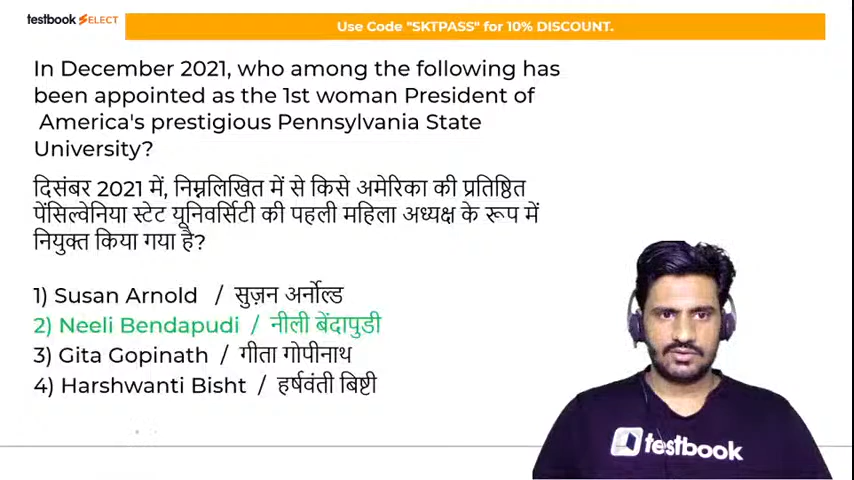 testbook SELECT
Use Code "SKTPASS" for 10% DISCOUNT.
In December 2021, who among the following has
been appointed as the 1st woman President of
America's prestigious Pennsylvania State
University?
दिसंबर 2021 में, निम्नलिखित में से किसे अमेरिका की प्रतिष्ठित
पेंसिल्वेनिया स्टेट यूनिवर्सिटी की पहली महिला अध्यक्ष के रूप में
नियुक्त किया गया है?
1) Susan Arnold / सुज़न अर्नोल्ड
2) Neeli Bendapudi / नीली बेंदापुडी
3) Gita Gopinath / गीता गोपीनाथ
4) Harshwanti Bisht / हर्षवंती बिष्टी
testbook